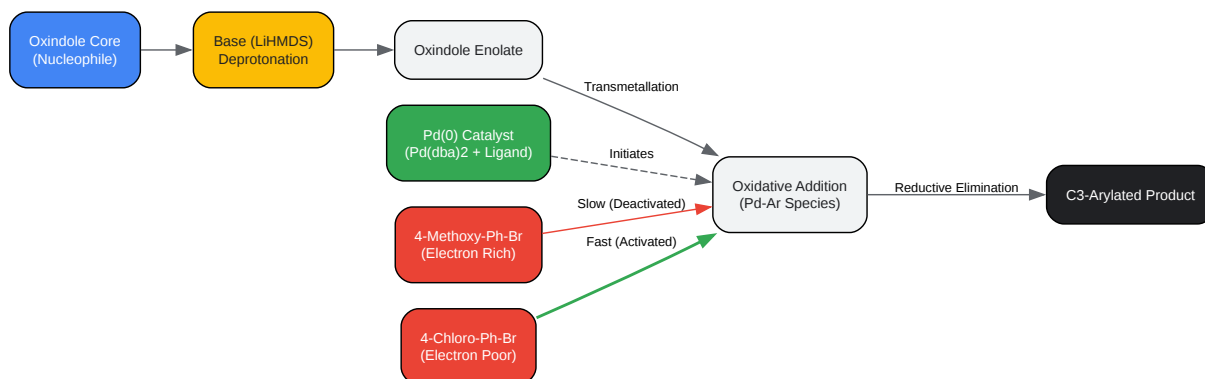 Oxindole Core
(Nucleophile)
Base (LiHMDS)
Deprotonation
Oxindole Enolate
Transmetallation
Pd(0) Catalyst
(Pd(dba)2 + Ligand)
Initiates
Oxidative Addition
(Pd-Ar Species)
Reductive Elimination
C3-Arylated Product
Slow (Deactivated)
4-Methoxy-Ph-Br
(Electron Rich)
Fast (Activated)
4-Chloro-Ph-Br
(Electron Poor)